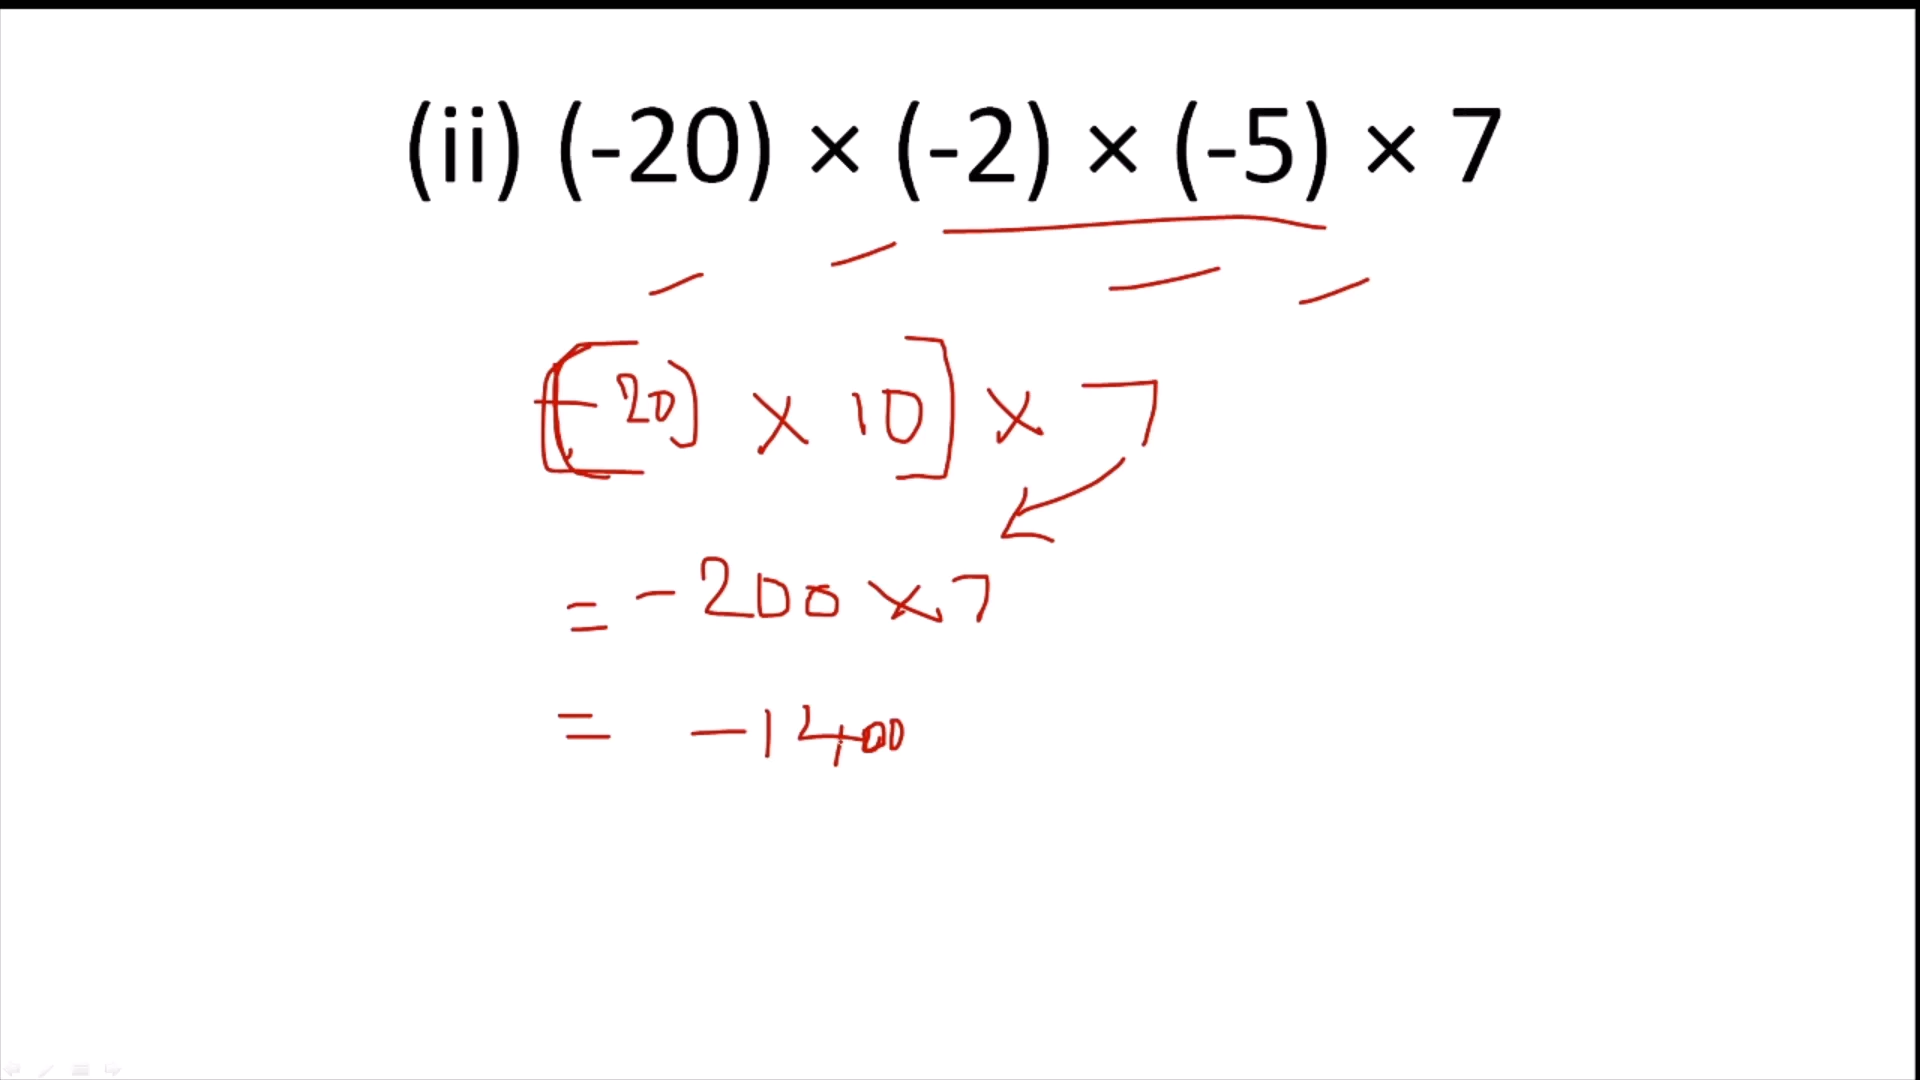 (ii) (-20) × (-2) × (-5) × 7
[(-20) × 10] × 7
= -200 × 7
= -1400